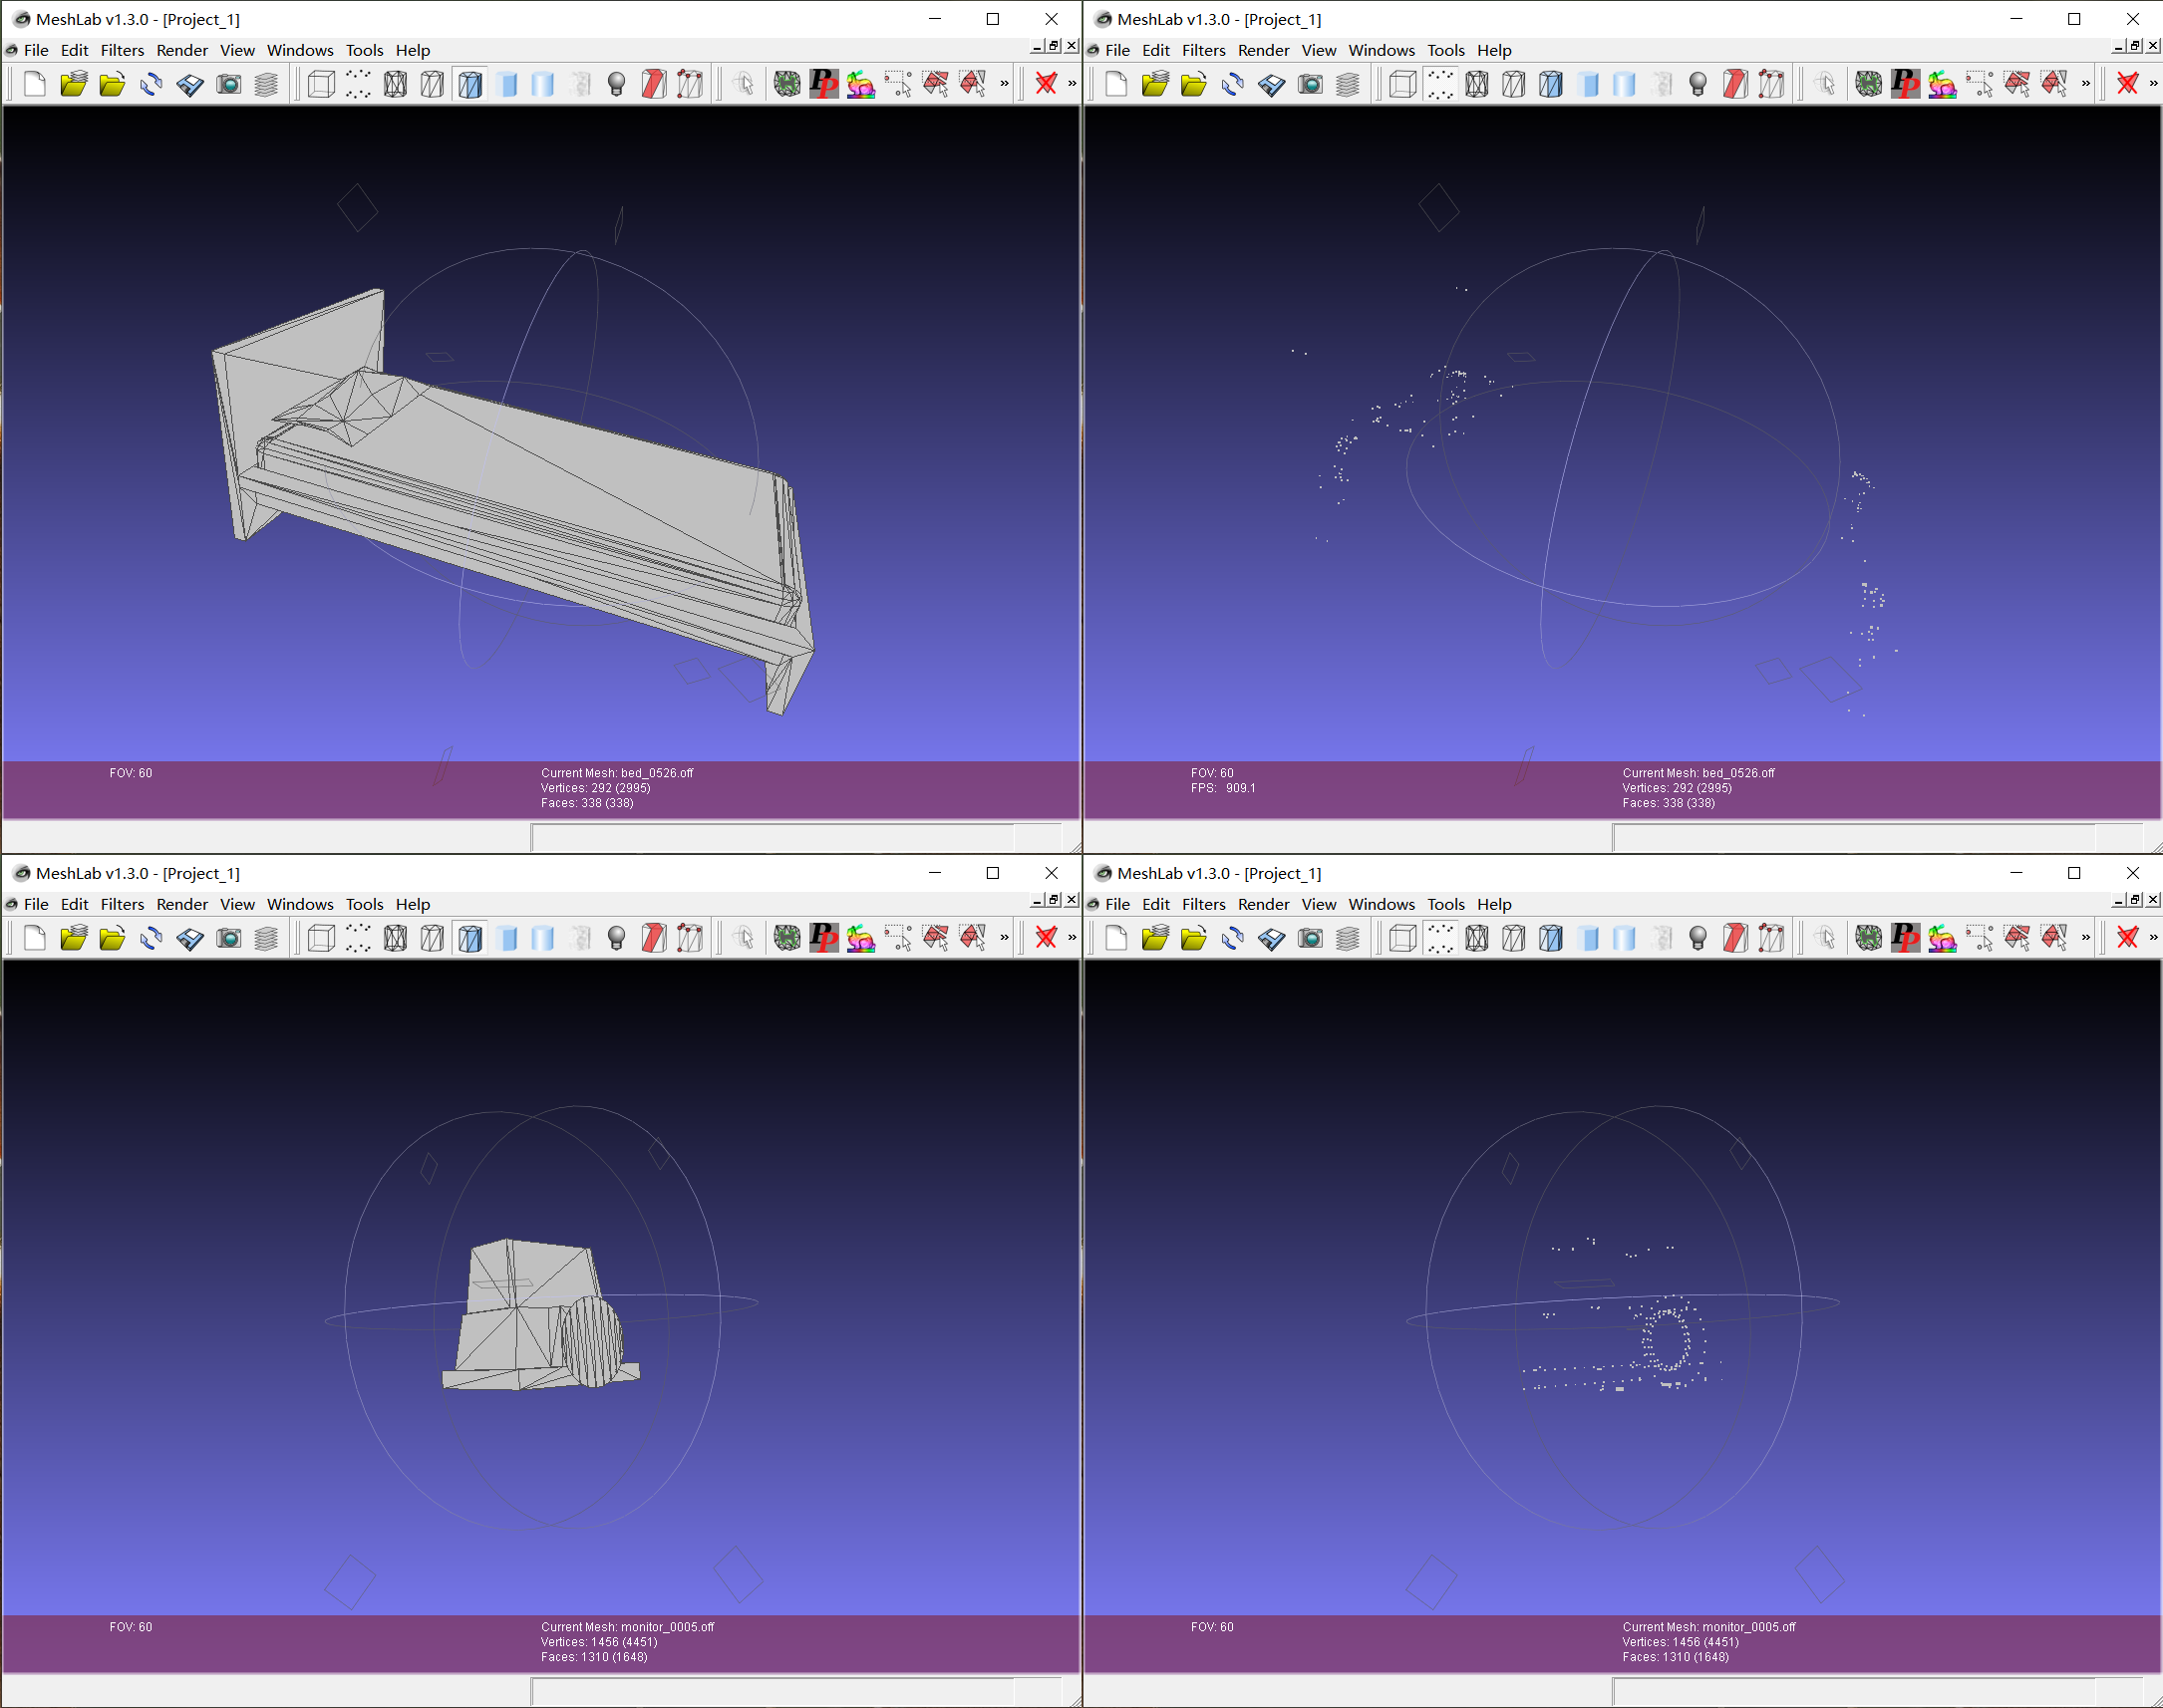 MeshLab v1.3.0 - [Project_1]
File Edit Filters Render View Windows Tools Help
FOV: 60
Current Mesh: bed_0526.off
Vertices: 292 (2995)
Faces: 338 (338)
MeshLab v1.3.0 - [Project_1]
File Edit Filters Render View Windows Tools Help
FOV: 60
FPS: 909.1
Current Mesh: bed_0526.off
Vertices: 292 (2995)
Faces: 338 (338)
MeshLab v1.3.0 - [Project_1]
File Edit Filters Render View Windows Tools Help
FOV: 60
Current Mesh: monitor_0005.off
Vertices: 1456 (4451)
Faces: 1310 (1648)
MeshLab v1.3.0 - [Project_1]
File Edit Filters Render View Windows Tools Help
FOV: 60
Current Mesh: monitor_0005.off
Vertices: 1456 (4451)
Faces: 1310 (1648)